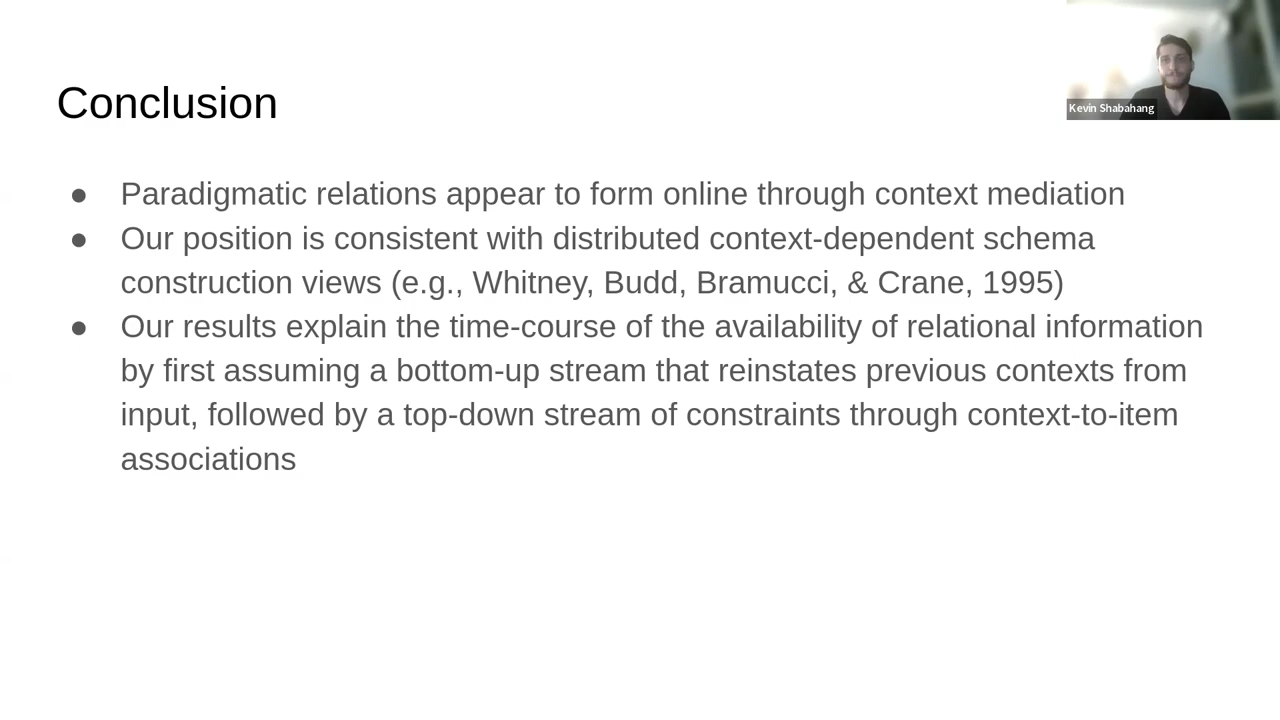 Kevin Shabahang
Conclusion
● Paradigmatic relations appear to form online through context mediation
● Our position is consistent with distributed context-dependent schema
construction views (e.g., Whitney, Budd, Bramucci, & Crane, 1995)
● Our results explain the time-course of the availability of relational information
by first assuming a bottom-up stream that reinstates previous contexts from
input, followed by a top-down stream of constraints through context-to-item
associations